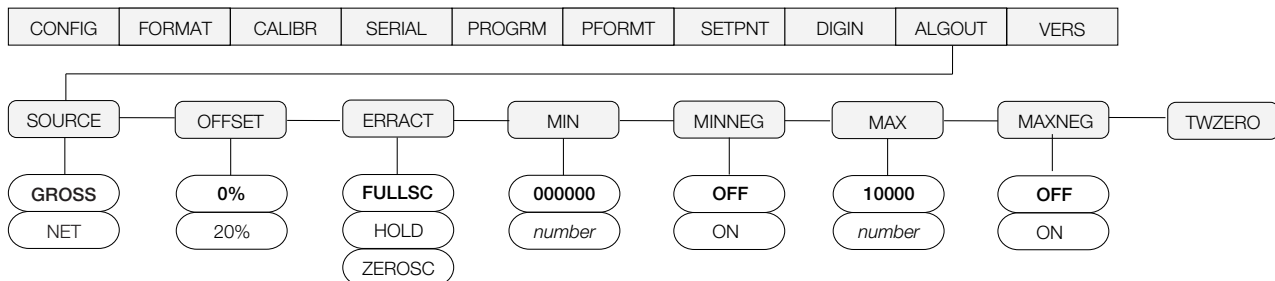 CONFIG FORMAT CALIBR SERIAL PROGRM PFORMT SETPNT DIGIN ALGOUT VERS
SOURCE OFFSET ERRACT MIN MINNEG MAX MAXNEG TWZERO
GROSS 0% FULLSC 000000 OFF 10000 OFF
NET 20% HOLD number ON number ON
ZEROSC